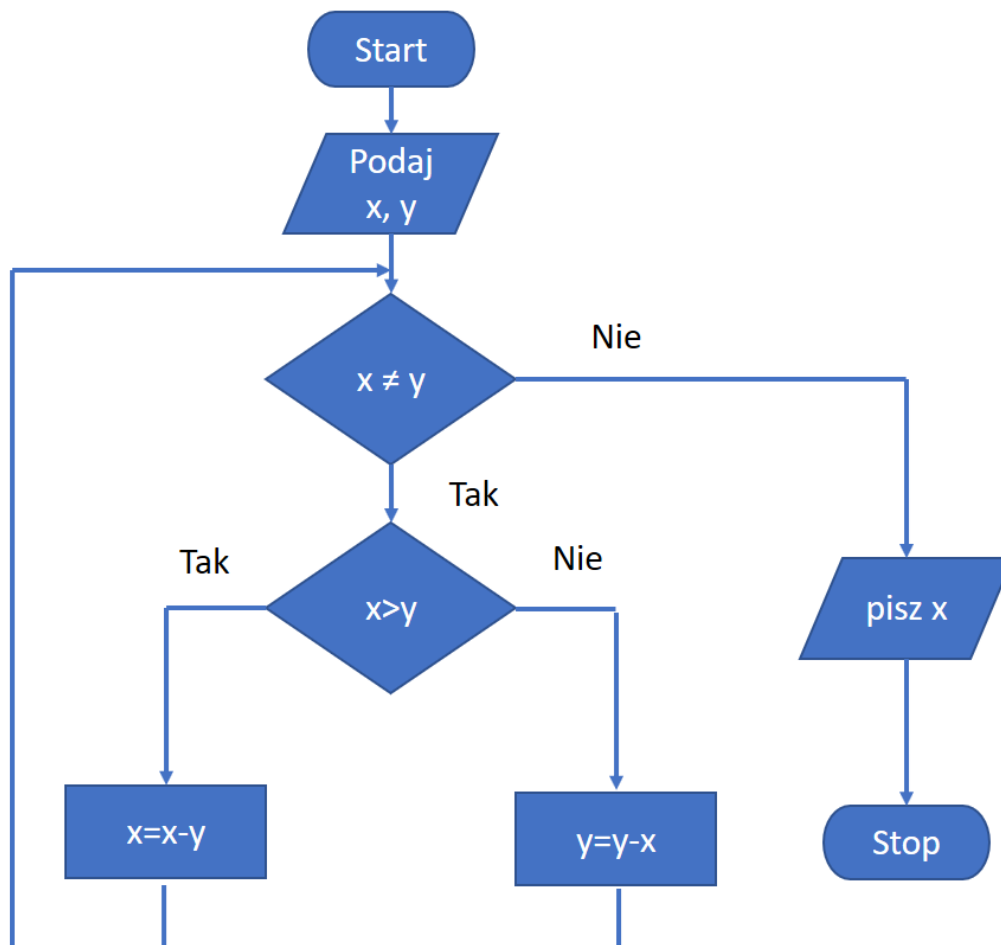 Start
Podaj
x, y
Nie
x ≠ y
Tak
Tak
Nie
x>y
pisz x
x=x-y
y=y-x
Stop